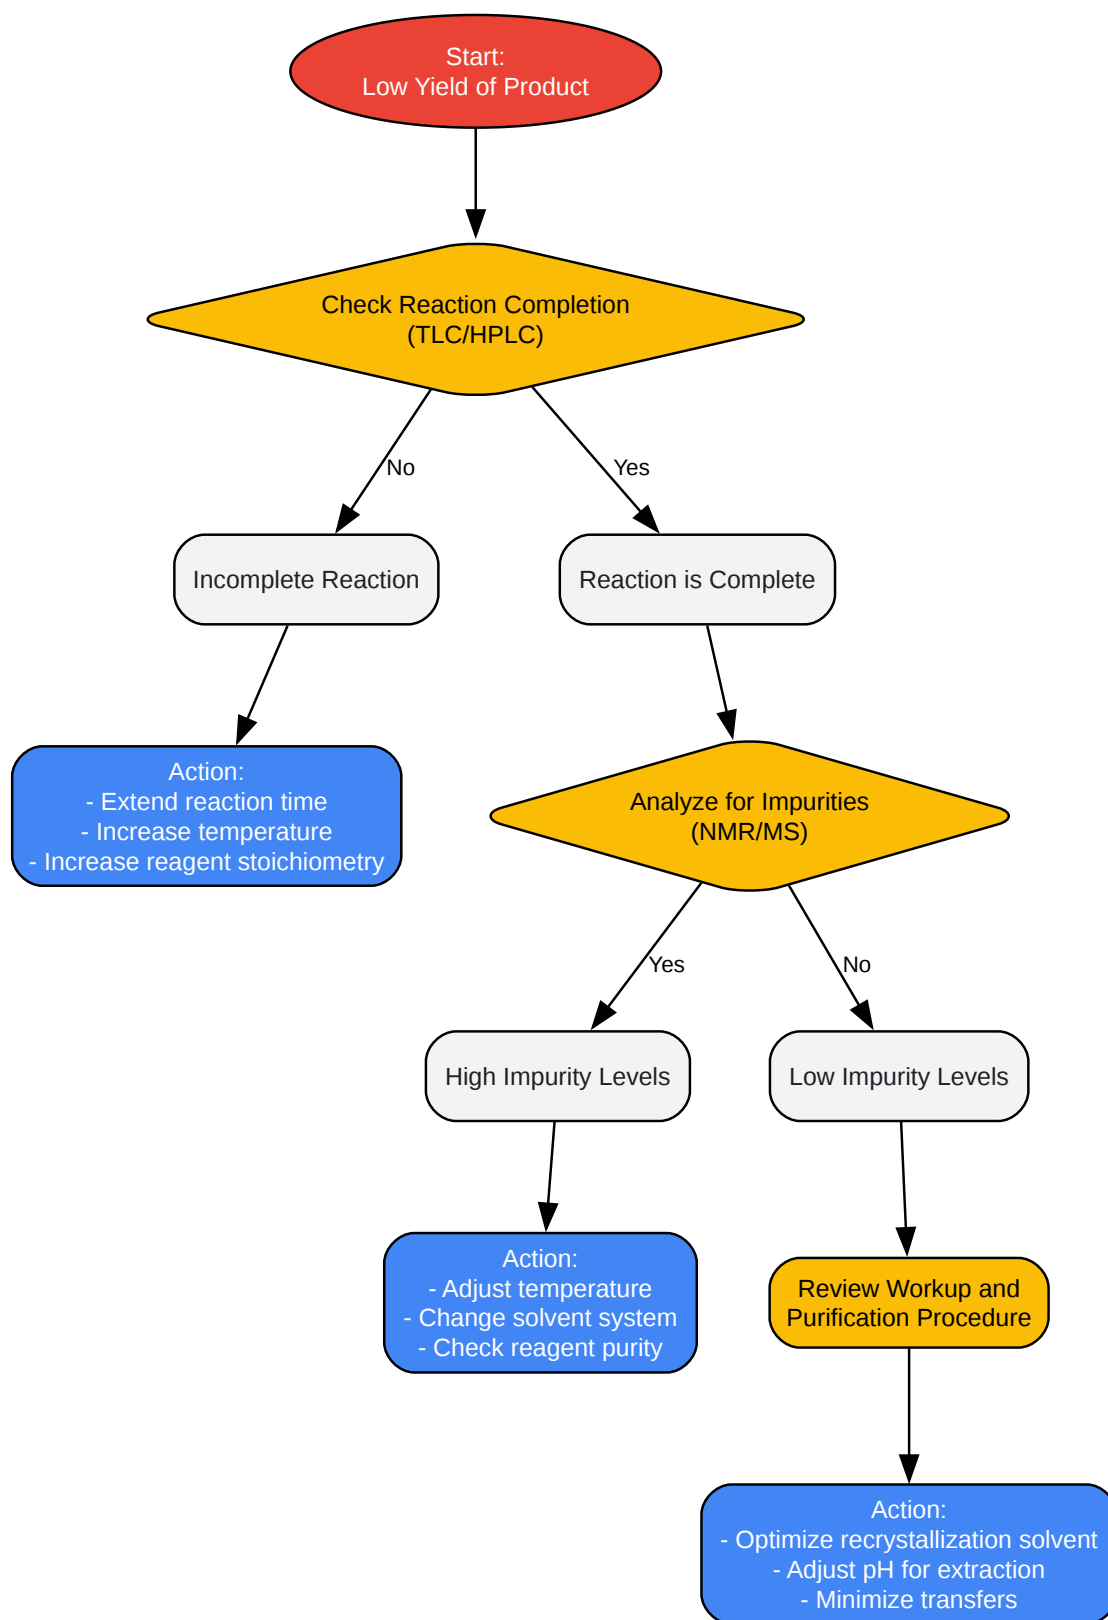 Start:
Low Yield of Product
Check Reaction Completion
(TLC/HPLC)
No
Yes
Incomplete Reaction
Reaction is Complete
Action:
- Extend reaction time
- Increase temperature
- Increase reagent stoichiometry
Analyze for Impurities
(NMR/MS)
Yes
No
High Impurity Levels
Low Impurity Levels
Action:
- Adjust temperature
- Change solvent system
- Check reagent purity
Review Workup and
Purification Procedure
Action:
- Optimize recrystallization solvent
- Adjust pH for extraction
- Minimize transfers